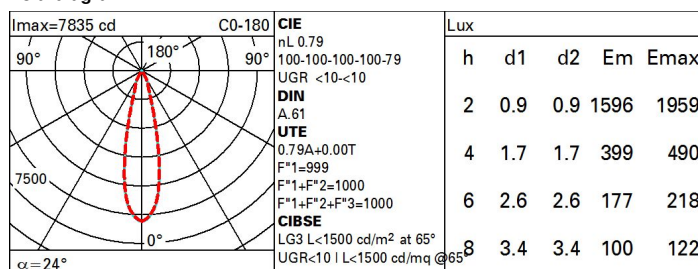 Imax=7835 cd C0-180
90° 180° 90°
7500
0°
α=24°
CIE
nL 0.79
100-100-100-100-79
UGR <10-<10
DIN
A.61
UTE
0.79A+0.00T
F"1=999
F"1+F"2=1000
F"1+F"2+F"3=1000
CIBSE
LG3 L<1500 cd/m² at 65°
UGR<10 | L<1500 cd/mq @65°
Lux
h d1 d2 Em Emax
2 0.9 0.9 1596 1959
4 1.7 1.7 399 490
6 2.6 2.6 177 218
8 3.4 3.4 100 122